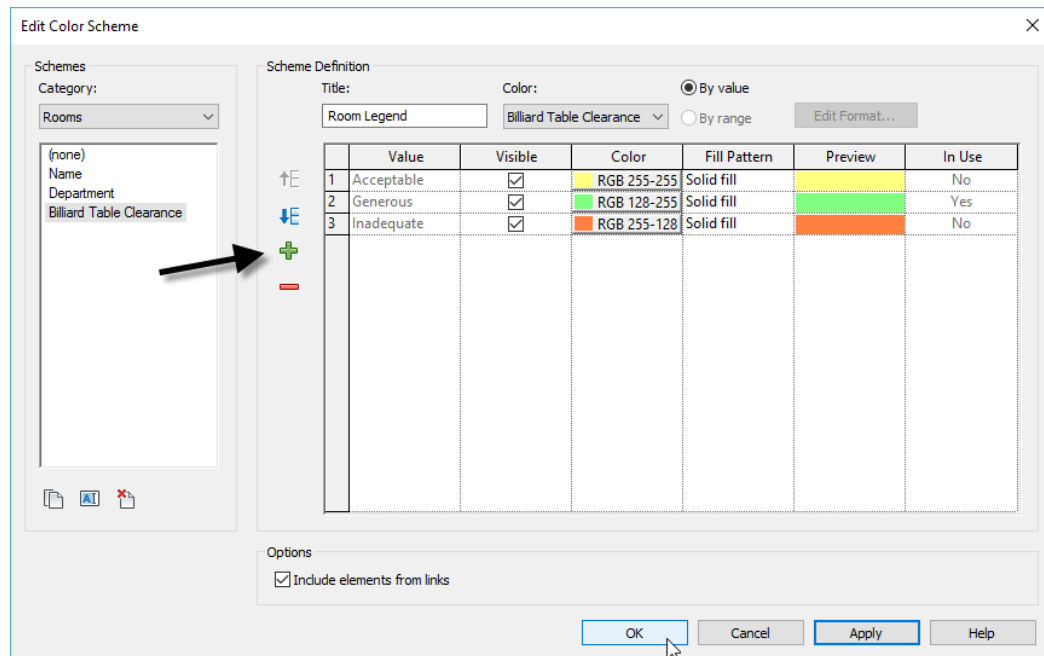 Edit Color Scheme
Schemes
Category:
Rooms
(none)
Name
Department
Billiard Table Clearance
Scheme Definition
Title:
Room Legend
Color:
Billiard Table Clearance
By value
By range
Edit Format...
Value Visible Color Fill Pattern Preview In Use
1 Acceptable RGB 255-255 Solid fill No
2 Generous RGB 128-255 Solid fill Yes
3 Inadequate RGB 255-128 Solid fill No
Options
Include elements from links
OK Cancel Apply Help